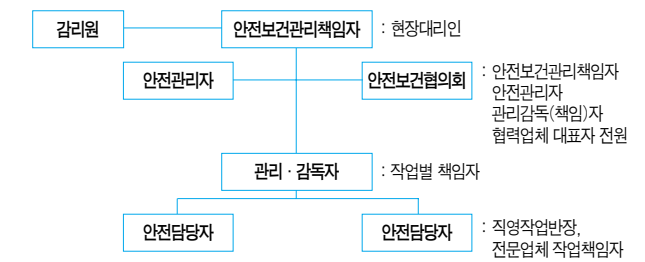 감리원 안전보건관리책임자 : 현장대리인
안전관리자 안전보건협의회 : 안전보건관리책임자
안전관리자
관리감독(책임)자
협력업체 대표자 전원
관리 · 감독자 : 작업별 책임자
안전담당자 안전담당자 : 직영작업반장,
전문업체 작업책임자